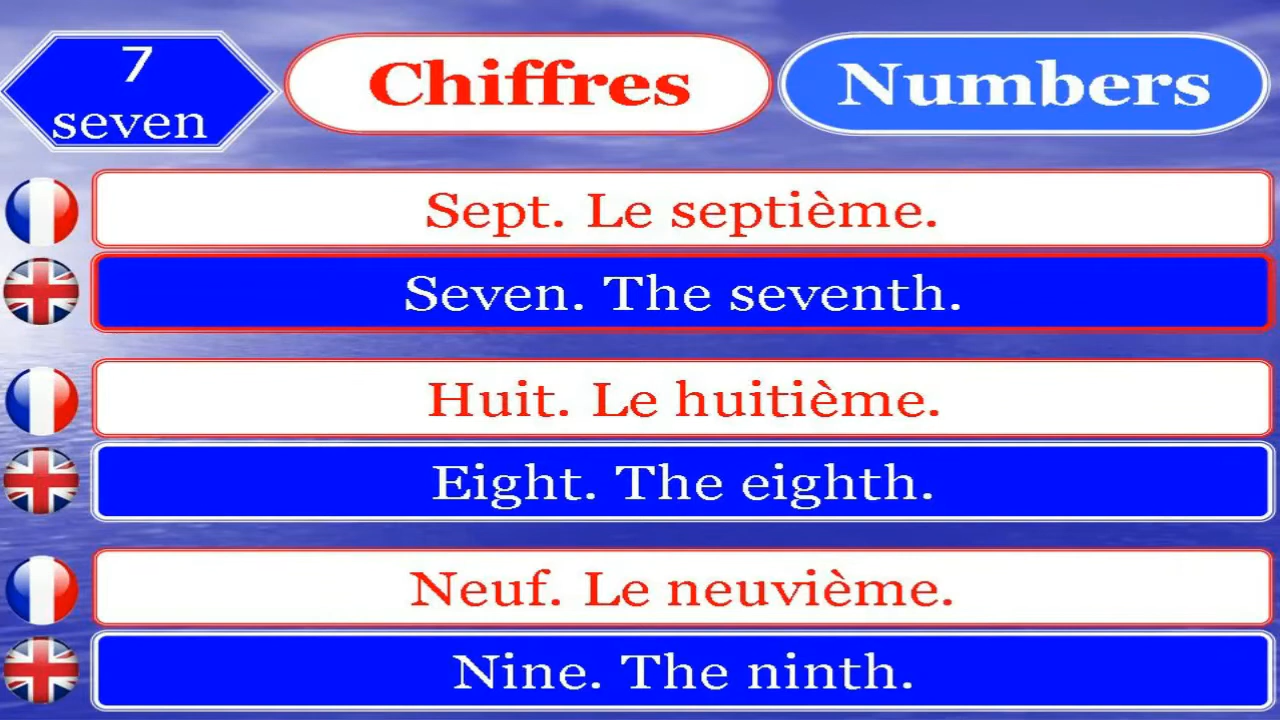 7
seven
Chiffres
Numbers
Sept. Le septième.
Seven. The seventh.
Huit. Le huitième.
Eight. The eighth.
Neuf. Le neuvième.
Nine. The ninth.